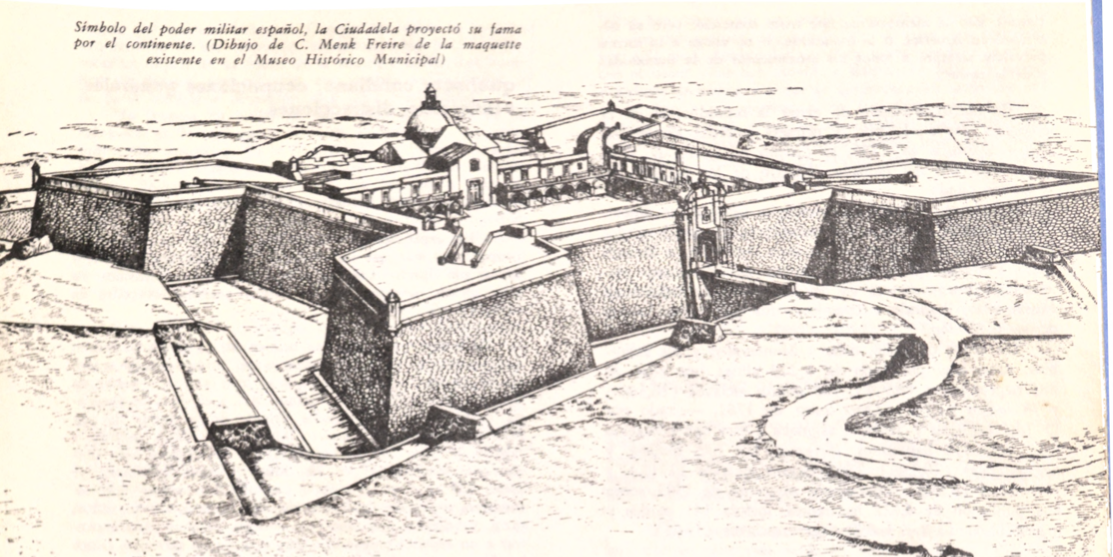 Símbolo del poder militar español, la Ciudadela proyectó su fama
por el continente. (Dibujo de C. Menk Freire de la maquette
existente en el Museo Histórico Municipal)